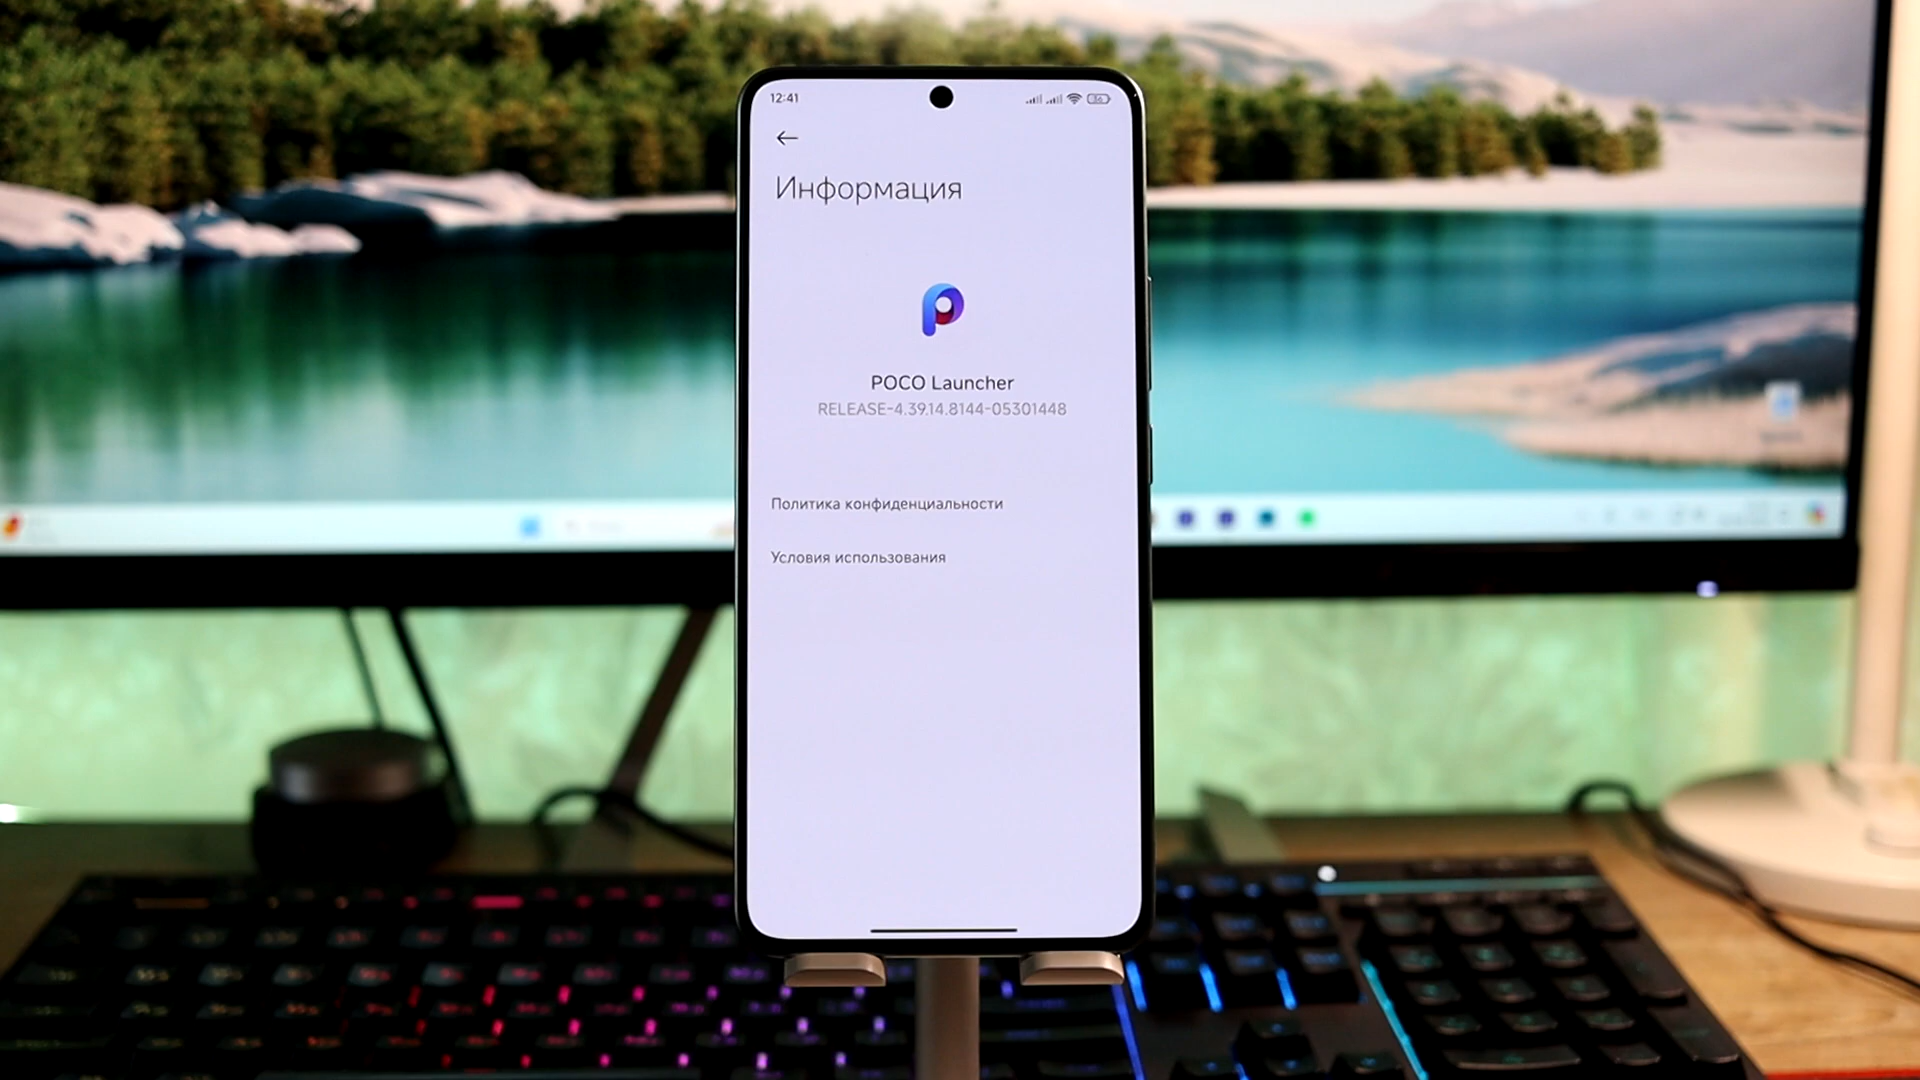 12:41
Информация
POCO Launcher
RELEASE-4.39.14.8144-05301448
Политика конфиденциальности
Условия использования